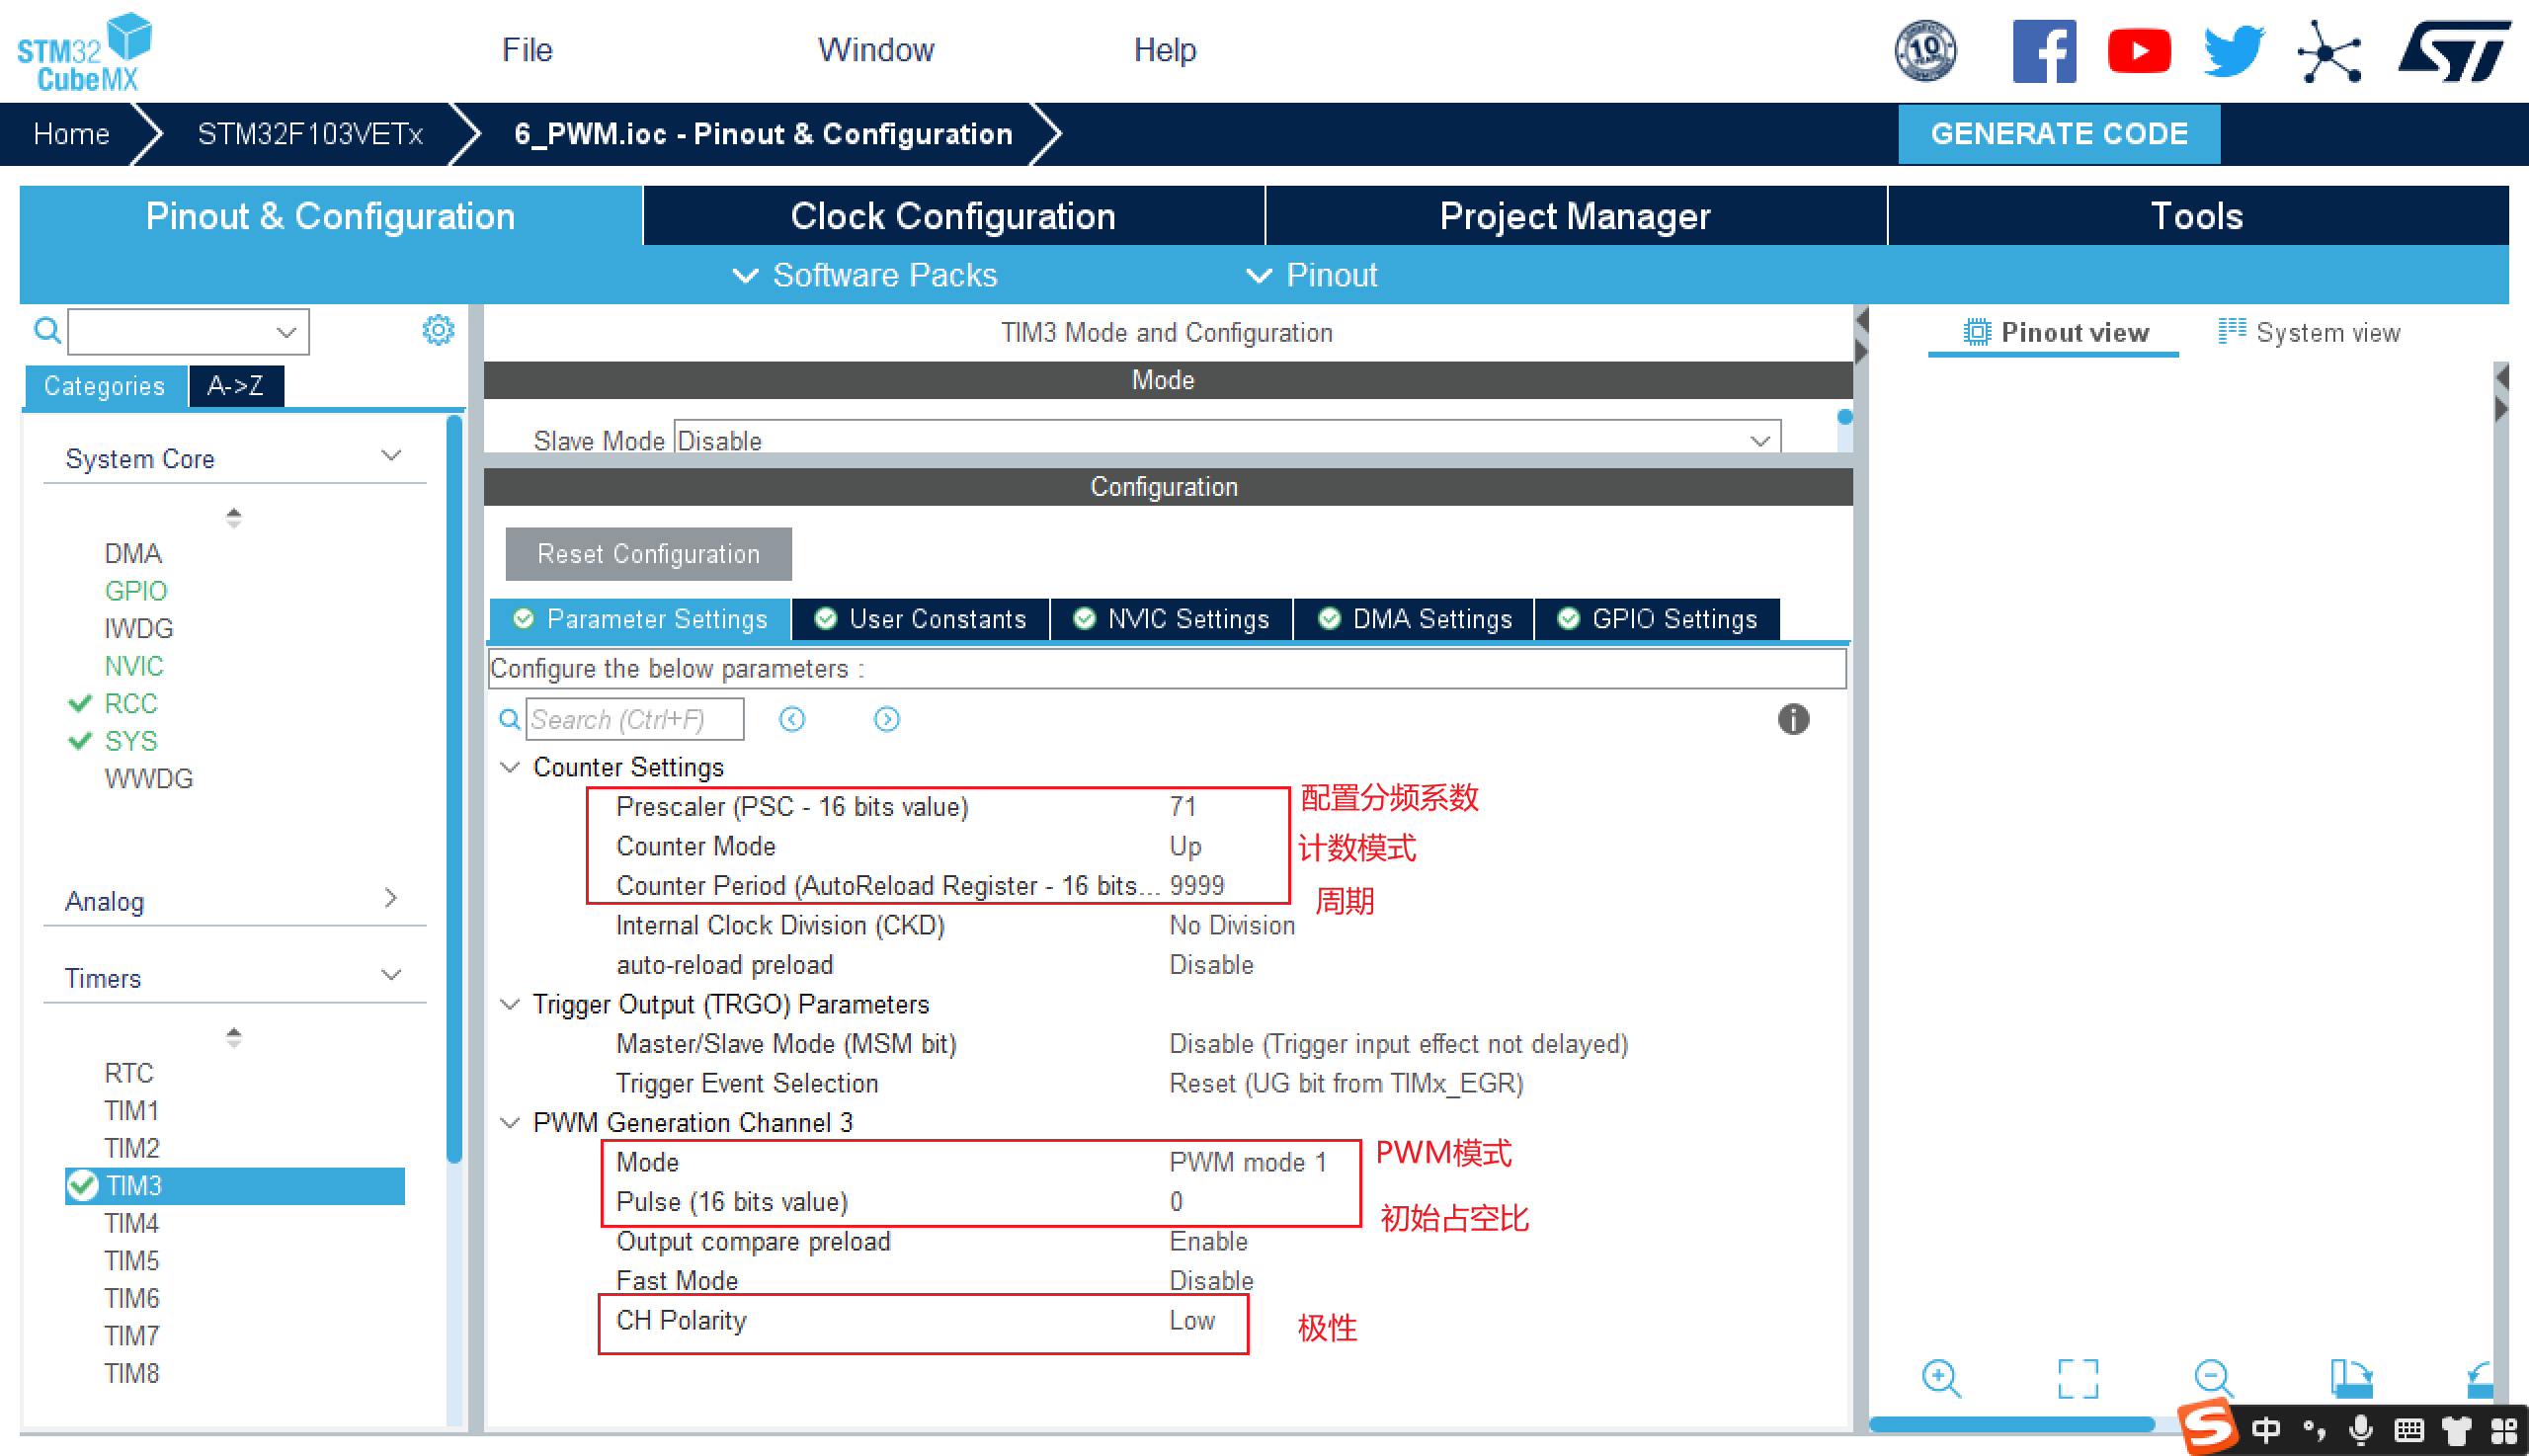 STM32
CubeMX
File
Window
Help
10
YEARS
Home
STM32F103VETx
6_PWM.ioc - Pinout & Configuration
GENERATE CODE
Pinout & Configuration
Clock Configuration
Project Manager
Tools
Software Packs
Pinout
Categories
A->Z
System Core
DMA
GPIO
IWDG
NVIC
RCC
SYS
WWDG
Analog
Timers
RTC
TIM1
TIM2
TIM3
TIM4
TIM5
TIM6
TIM7
TIM8
TIM3 Mode and Configuration
Mode
Slave Mode Disable
Configuration
Reset Configuration
Parameter Settings
User Constants
NVIC Settings
DMA Settings
GPIO Settings
Configure the below parameters :
Search (Ctrl+F)
Counter Settings
Prescaler (PSC - 16 bits value) 71 配置分频系数
Counter Mode Up 计数模式
Counter Period (AutoReload Register - 16 bits... 9999 周期
Internal Clock Division (CKD) No Division
auto-reload preload Disable
Trigger Output (TRGO) Parameters
Master/Slave Mode (MSM bit) Disable (Trigger input effect not delayed)
Trigger Event Selection Reset (UG bit from TIMx_EGR)
PWM Generation Channel 3
Mode PWM mode 1 PWM模式
Pulse (16 bits value) 0 初始占空比
Output compare preload Enable
Fast Mode Disable
CH Polarity Low 极性
Pinout view
System view
中